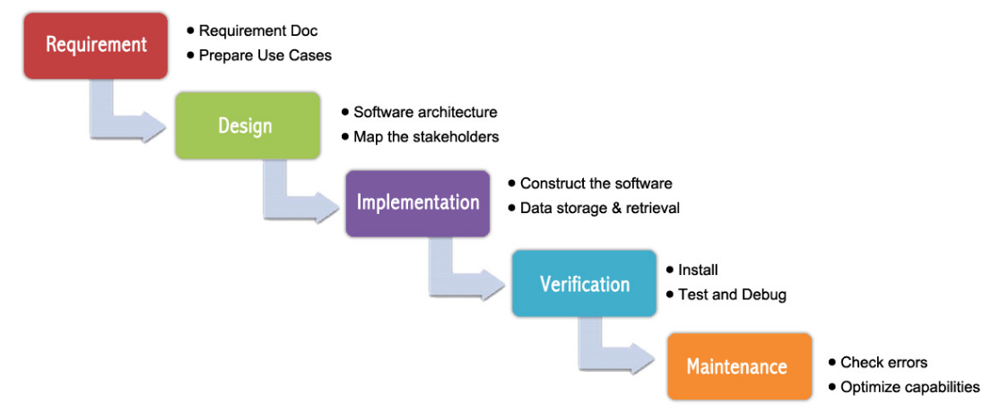 Requirement
• Requirement Doc
• Prepare Use Cases
Design
• Software architecture
• Map the stakeholders
Implementation
• Construct the software
• Data storage & retrieval
Verification
• Install
• Test and Debug
Maintenance
• Check errors
• Optimize capabilities